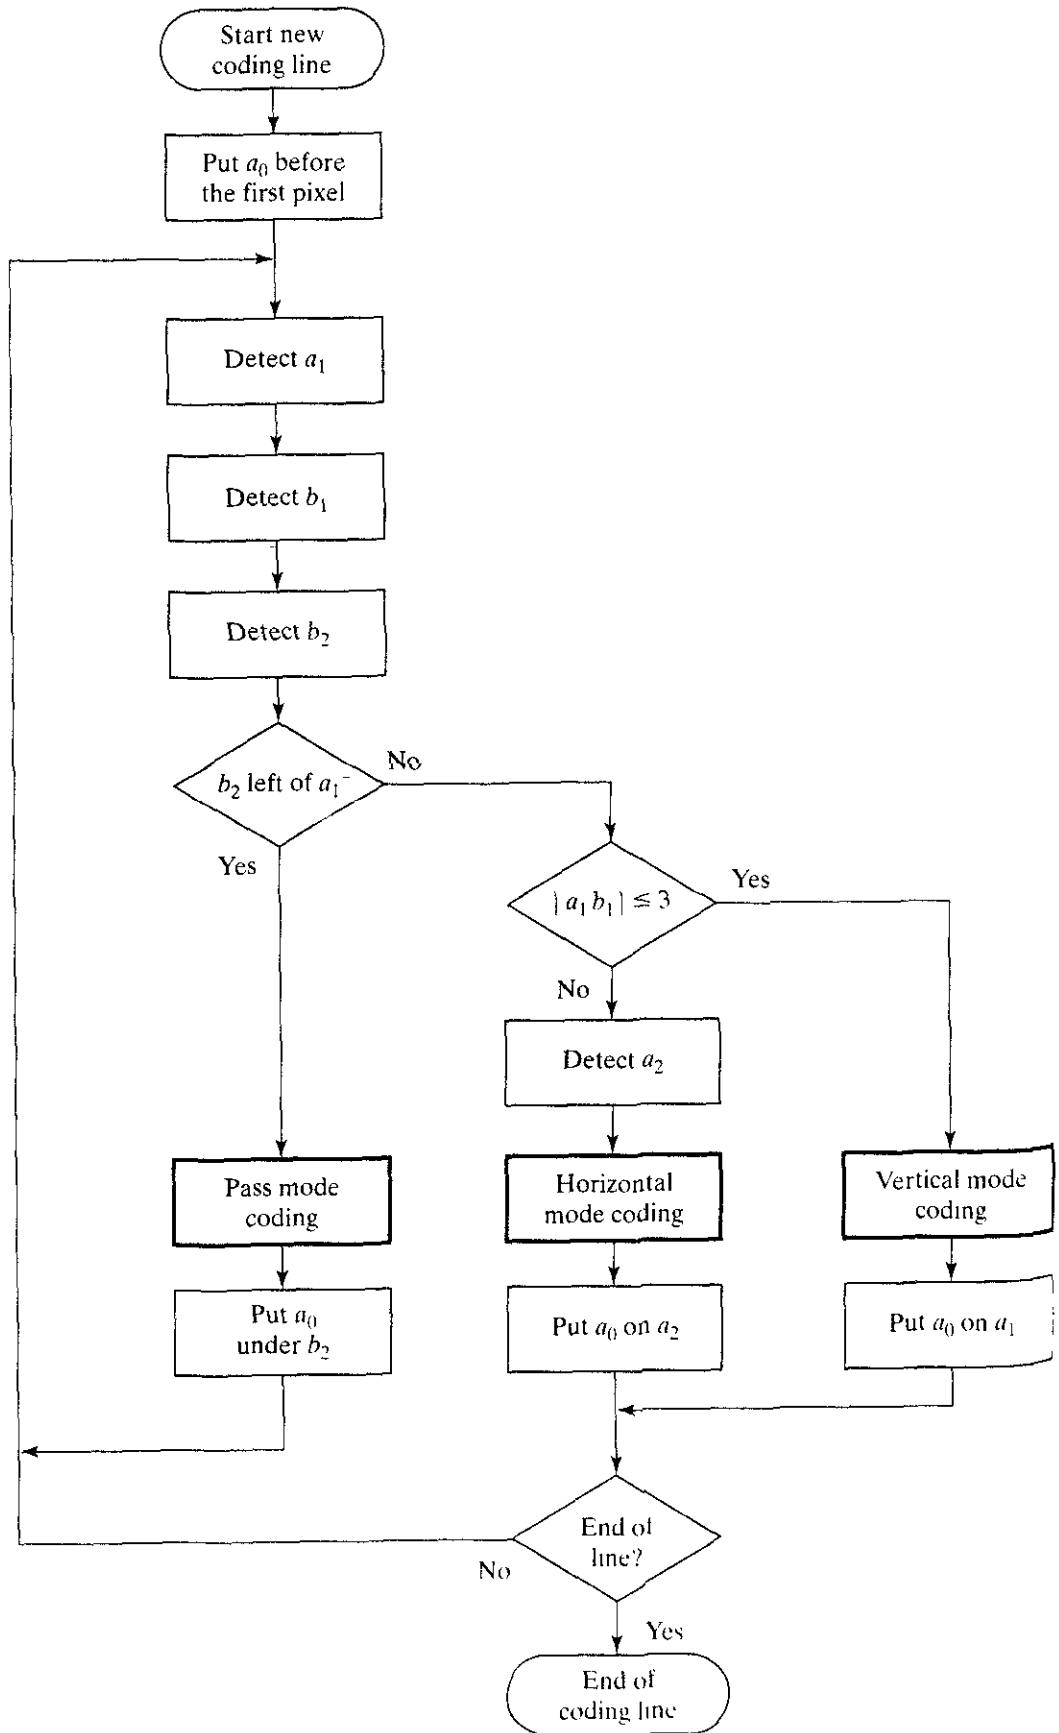 Start new
coding line
Put a₀ before
the first pixel
Detect a₁
Detect b₁
Detect b₂
b₂ left of a₁
No
Yes
|a₁b₁| ≦ 3
Yes
No
Detect a₂
Pass mode
coding
Horizontal
mode coding
Vertical mode
coding
Put a₀
under b₂
Put a₀ on a₂
Put a₀ on a₁
End of
line?
No
Yes
End of
coding line